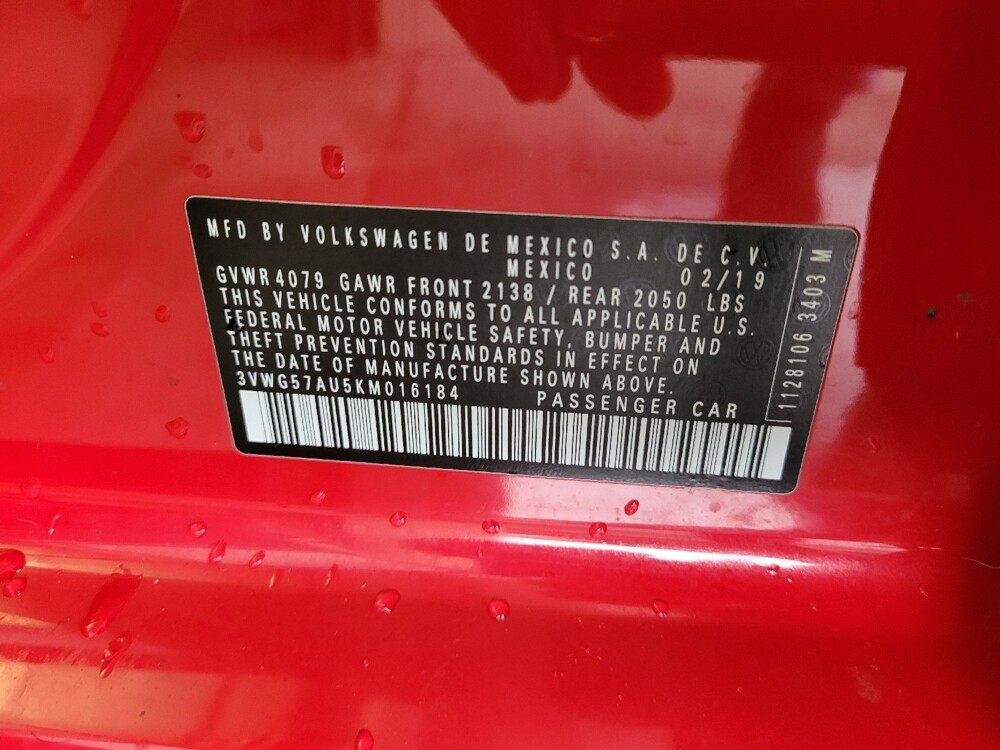 MFD BY VOLKSWAGEN DE MEXICO S.A. DE C.V.
MEXICO 02/19
GVWR 4079 GAWR FRONT 2138 / REAR 2050 LBS
THIS VEHICLE CONFORMS TO ALL APPLICABLE U.S.
FEDERAL MOTOR VEHICLE SAFETY, BUMPER AND
THEFT PREVENTION STANDARDS IN EFFECT ON
THE DATE OF MANUFACTURE SHOWN ABOVE.
3VWG57AU5KM016184 PASSENGER CAR
1128106 3403 M